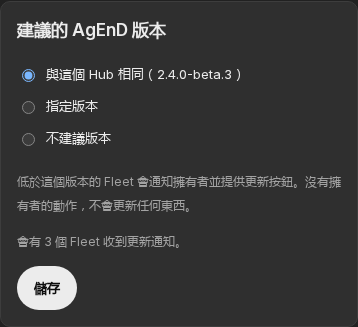 建議的 AgEnD 版本
與這個 Hub 相同（2.4.0-beta.3）
指定版本
不建議版本
低於這個版本的 Fleet 會通知擁有者並提供更新按鈕。沒有擁
有者的動作，不會更新任何東西。
會有 3 個 Fleet 收到更新通知。
儲存